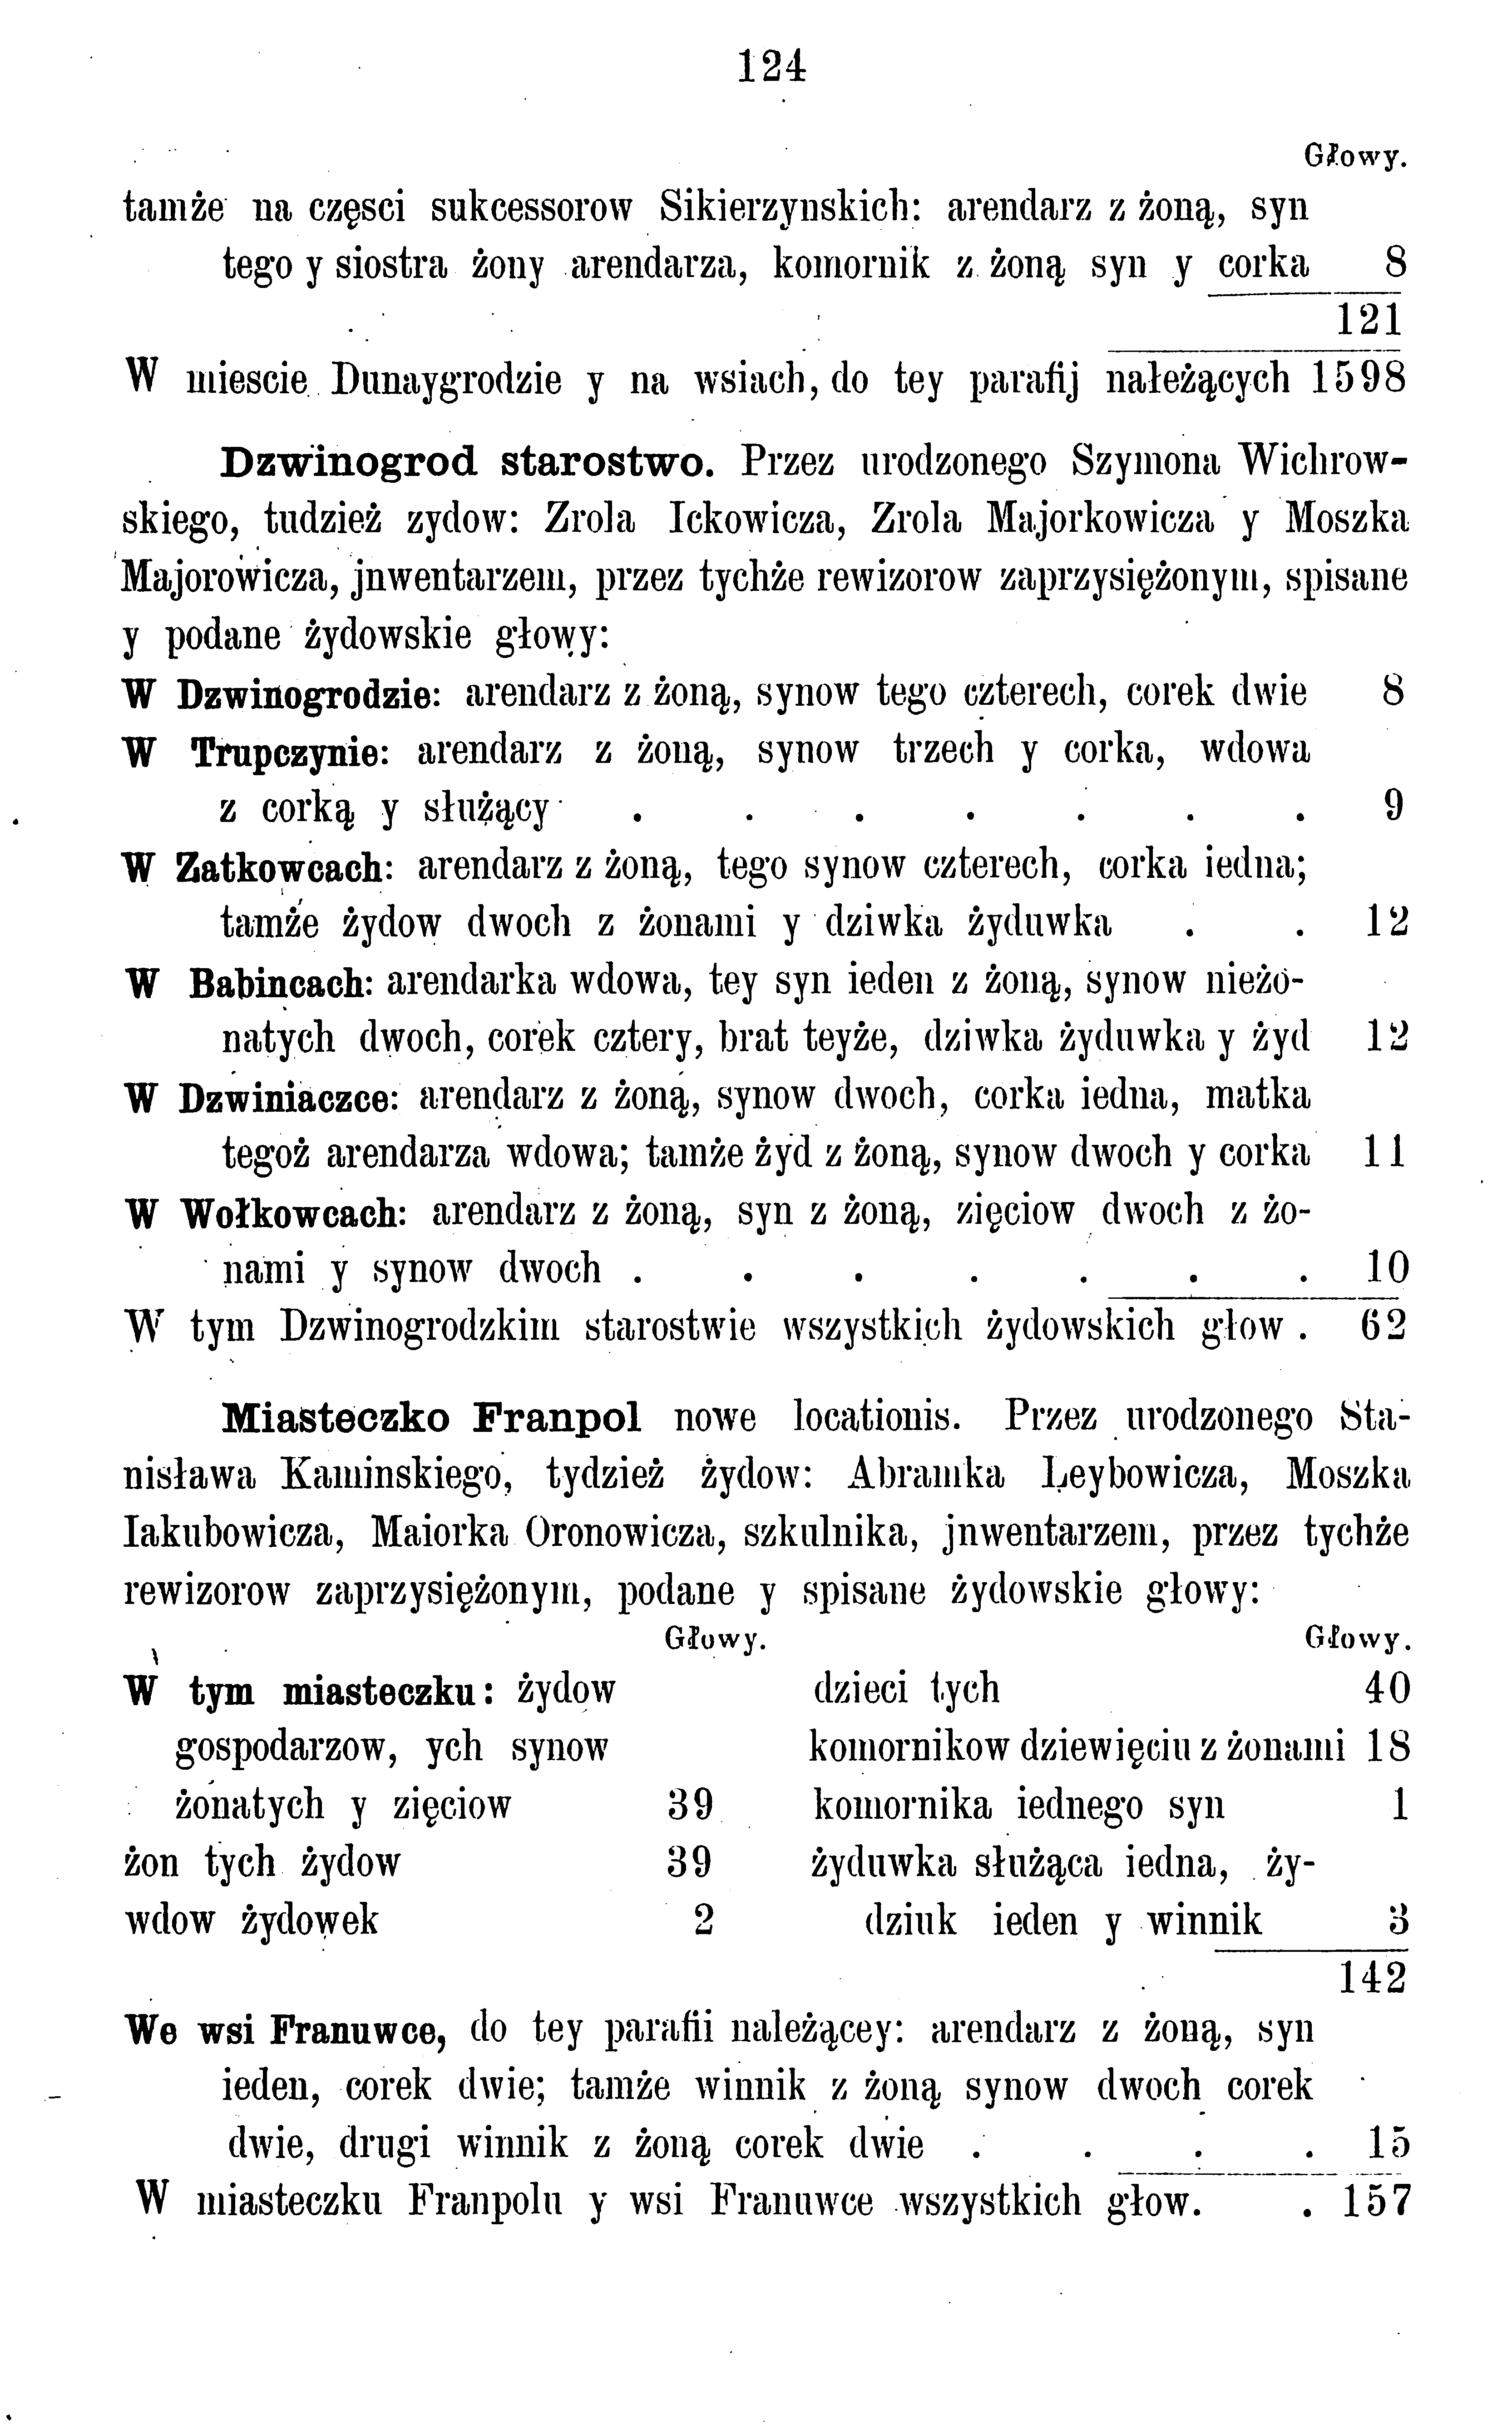 124
Głowy.
tamże na częsci sukcessorow Sikierzynskich: arendarz z żoną, syn
tego y siostra żony arendarza, komornik z żoną syn y corka 8
121
W miescie Dunaygrodzie y na wsiach, do tey parafij należących 1598
Dzwinogrod starostwo. Przez urodzonego Szymona Wichrow-
skiego, tudzież zydow: Zrola Ickowicza, Zrola Majorkowicza y Moszka
Majorowicza, jnwentarzem, przez tychże rewizorow zaprzysiężonym, spisane
y podane żydowskie głowy:
W Dzwinogrodzie: arendarz z żoną, synow tego czterech, corek dwie 8
W Trupczynie: arendarz z żoną, synow trzech y corka, wdowa
z corką y służący . . . . . . . 9
W Zatkowcach: arendarz z żoną, tego synow czterech, corka iedna;
tamże żydow dwoch z żonami y dziwka żyduwka . . 12
W Babincach: arendarka wdowa, tey syn ieden z żoną, synow nieżo-
natych dwoch, corek cztery, brat teyże, dziwka żyduwka y żyd 12
W Dzwiniaczce: arendarz z żoną, synow dwoch, corka iedna, matka
tegoż arendarza wdowa; tamże żyd z żoną, synow dwoch y corka 11
W Wołkowcach: arendarz z żoną, syn z żoną, zięciow dwoch z żo-
nami y synow dwoch . . . . . . . 10
W tym Dzwinogrodzkim starostwie wszystkich żydowskich głow . 62
Miasteczko Franpol nowe locationis. Przez urodzonego Sta-
nisława Kaminskiego, tydzież żydow: Abramka Leybowicza, Moszka
Iakubowicza, Maiorka Oronowicza, szkulnika, jnwentarzem, przez tychże
rewizorow zaprzysiężonym, podane y spisane żydowskie głowy:
Głowy.
W tym miasteczku: żydow
gospodarzow, ych synow
żonatych y zięciow 39
żon tych żydow 39
wdow żydowek 2
Głowy.
dzieci tych 40
komornikow dziewięciu z żonami 18
komornika iednego syn 1
żyduwka służąca iedna, ży-
dziuk ieden y winnik 3
142
We wsi Franuwce, do tey parafii należącey: arendarz z żoną, syn
ieden, corek dwie; tamże winnik z żoną synow dwoch corek
dwie, drugi winnik z żoną corek dwie . . . . 15
W miasteczku Franpolu y wsi Franuwce wszystkich głow. . 157